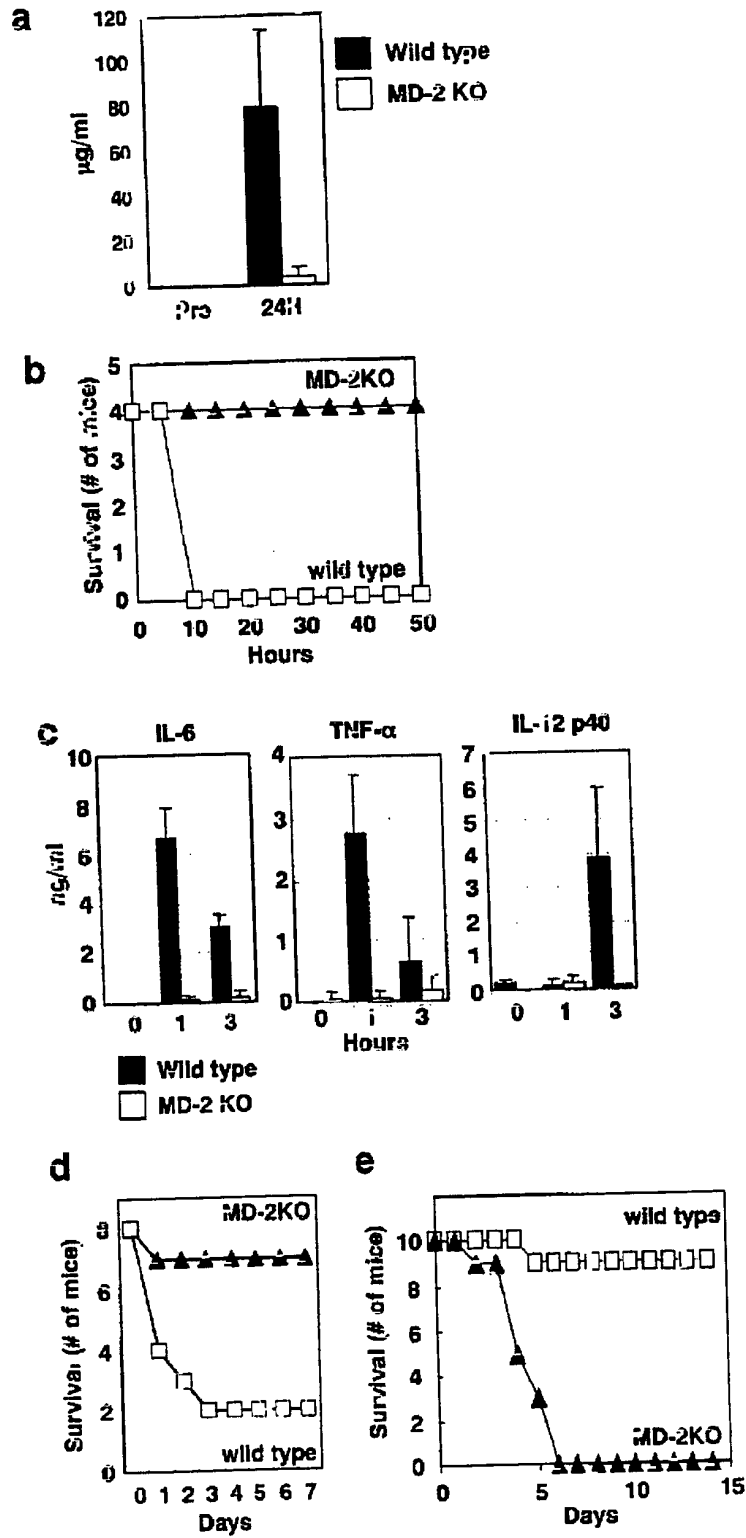 a
120
100
80
60
40
20
0
µg/ml
24H
Wild type
MD-2 KO
b
5
4
3
2
1
0
Survival (# of mice)
MD-2KO
wild type
0 10 20 30 40 50
Hours
c
IL-6
TNF-α
IL-12 p40
ng/ml
10
8
6
4
2
0
0 1 3
4
3
2
1
0
0 1 3
7
6
5
4
3
2
1
0
0 1 3
Hours
Wild type
MD-2 KO
d
8
6
4
2
0
Survival (# of mice)
MD-2KO
wild type
0 1 2 3 4 5 6 7
Days
e
10
8
6
4
2
0
Survival (# of mice)
wild type
MD-2KO
0 5 10 15
Days